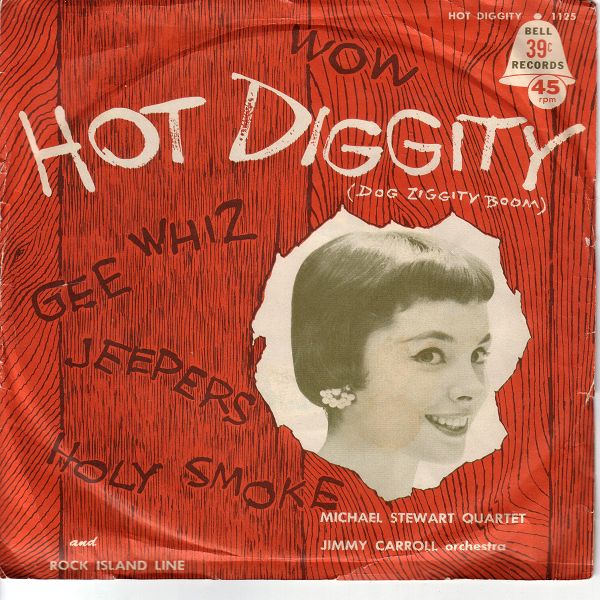 HOT DIGGITY 1125
BELL
39¢
RECORDS
45
rpm
WOW
HOT DIGGITY
(DOG ZIGGITY BOOM)
GEE WHIZ
JEEPERS
HOLY SMOKE
MICHAEL STEWART QUARTET
JIMMY CARROLL orchestra
and
ROCK ISLAND LINE